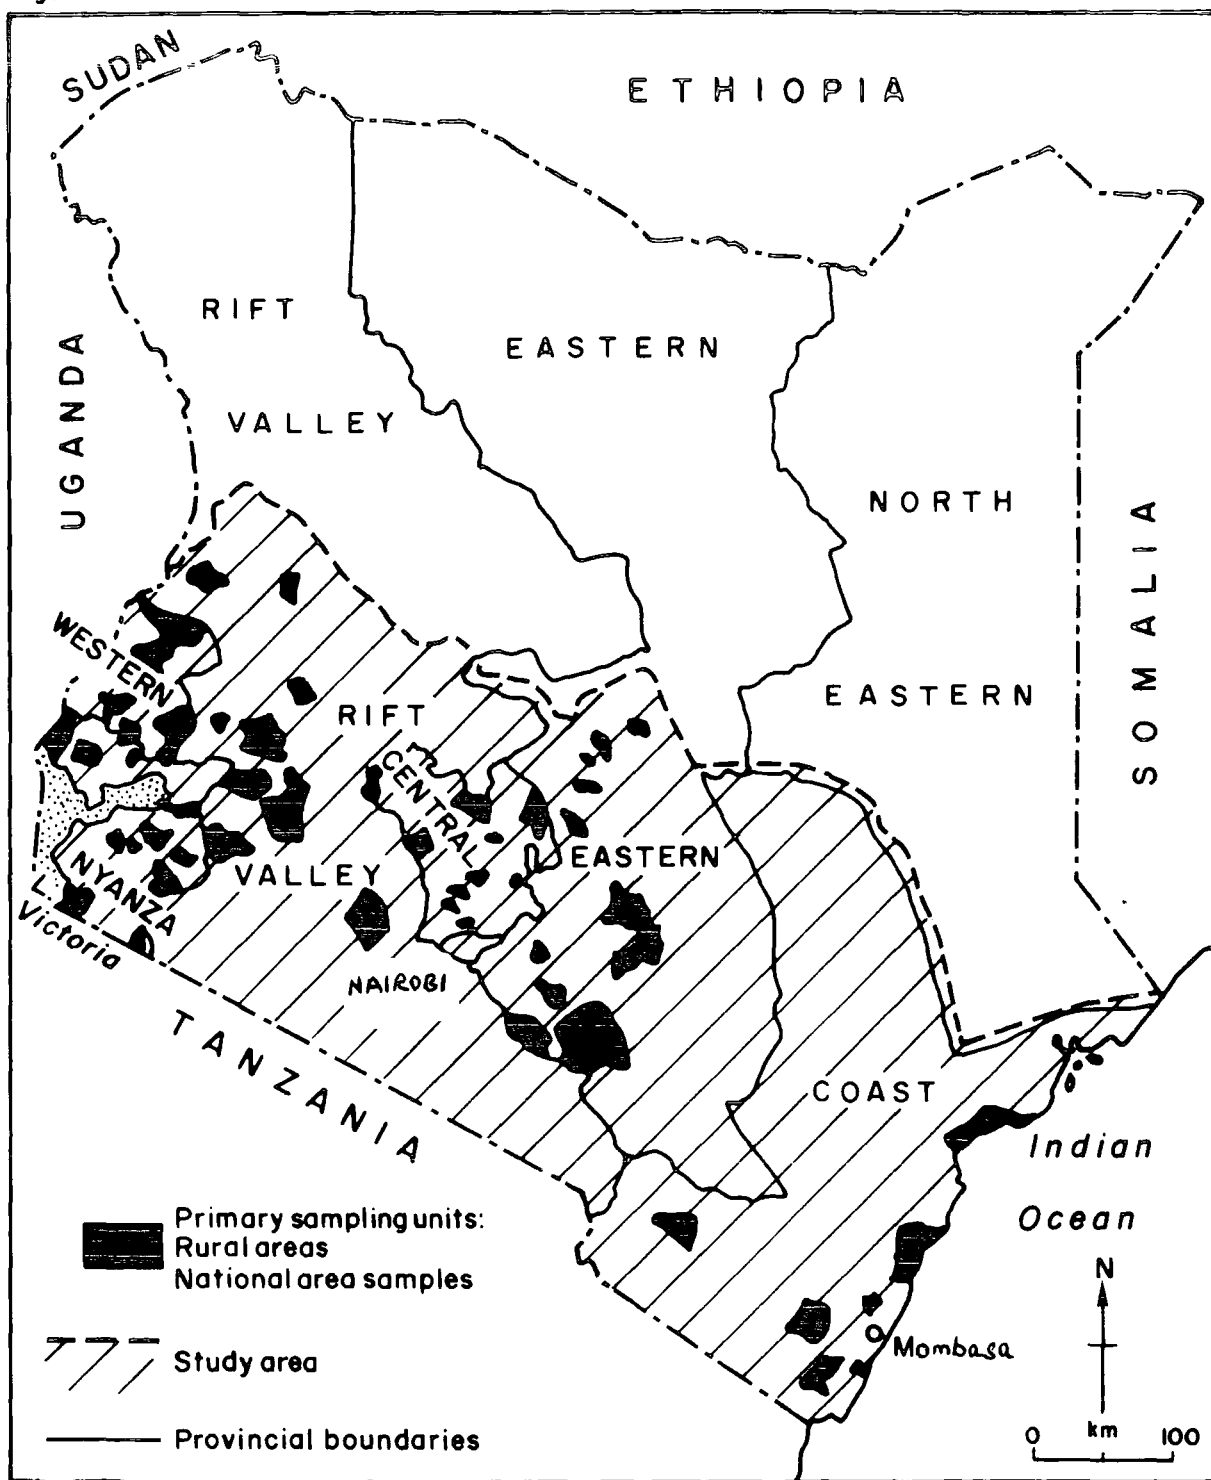 SUDAN
ETHIOPIA
RIFT
EASTERN
UGANDA
VALLEY
NORTH
SOMALIA
WESTERN
EASTERN
RIFT
CENTRAL
EASTERN
VALLEY
NYANZA
L.
Victoria
NAIROBI
TANZANIA
COAST
Indian
Ocean
Primary sampling units:
Rural areas
National area samples
N
Study area
Mombasa
Provincial boundaries
0 km 100